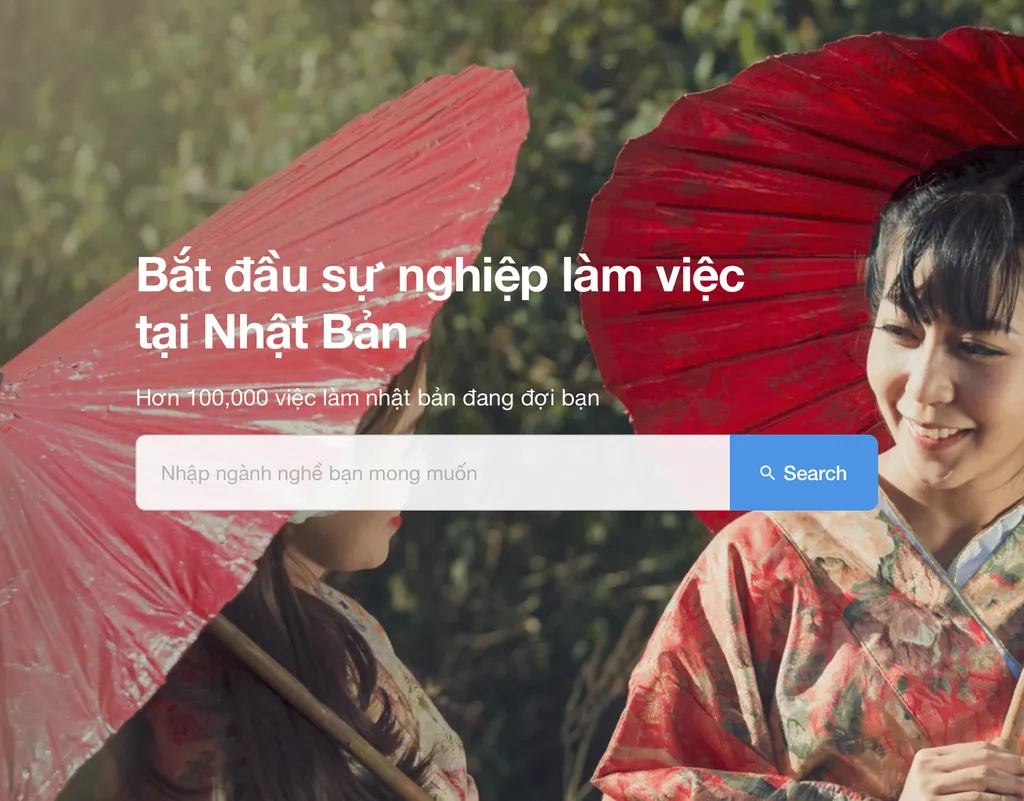 Bắt đầu sự nghiệp làm việc
tại Nhật Bản
Hơn 100,000 việc làm nhật bản đang đợi bạn
Nhập ngành nghề bạn mong muốn
Search